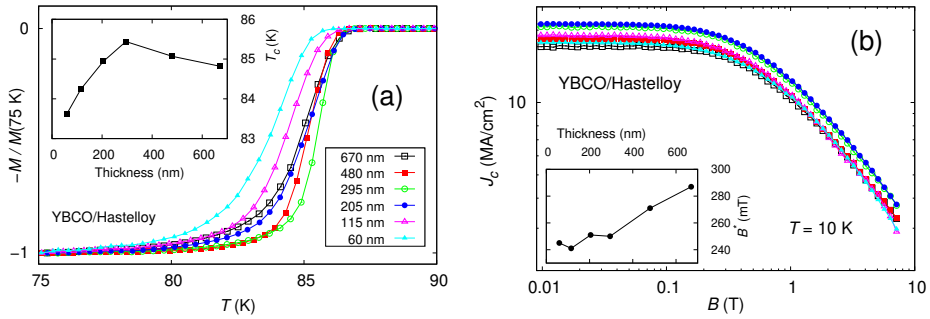 0
−1
−M / M(75 K)
75
80
85
90
T (K)
YBCO/Hastelloy
(a)
86
85
84
83
T_c (K)
0
200
400
600
Thickness (nm)
670 nm
480 nm
295 nm
205 nm
115 nm
60 nm
(b)
YBCO/Hastelloy
10
J_c (MA/cm²)
0.01
0.1
1
10
B (T)
T = 10 K
Thickness (nm)
0
200
400
600
300
280
260
240
B* (mT)